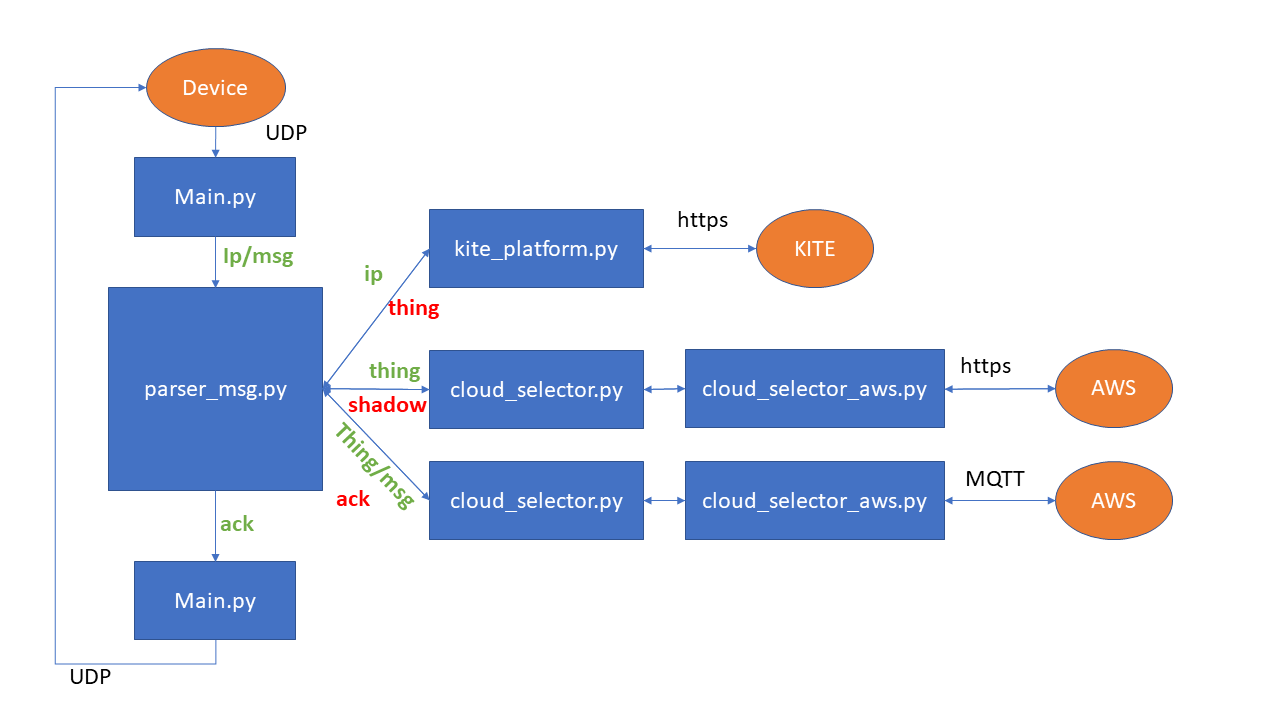 Device
UDP
Main.py
Ip/msg
kite_platform.py
https
KITE
ip
thing
parser_msg.py
thing
shadow
cloud_selector.py
cloud_selector_aws.py
https
AWS
Thing/msg
ack
cloud_selector.py
cloud_selector_aws.py
MQTT
AWS
ack
Main.py
UDP